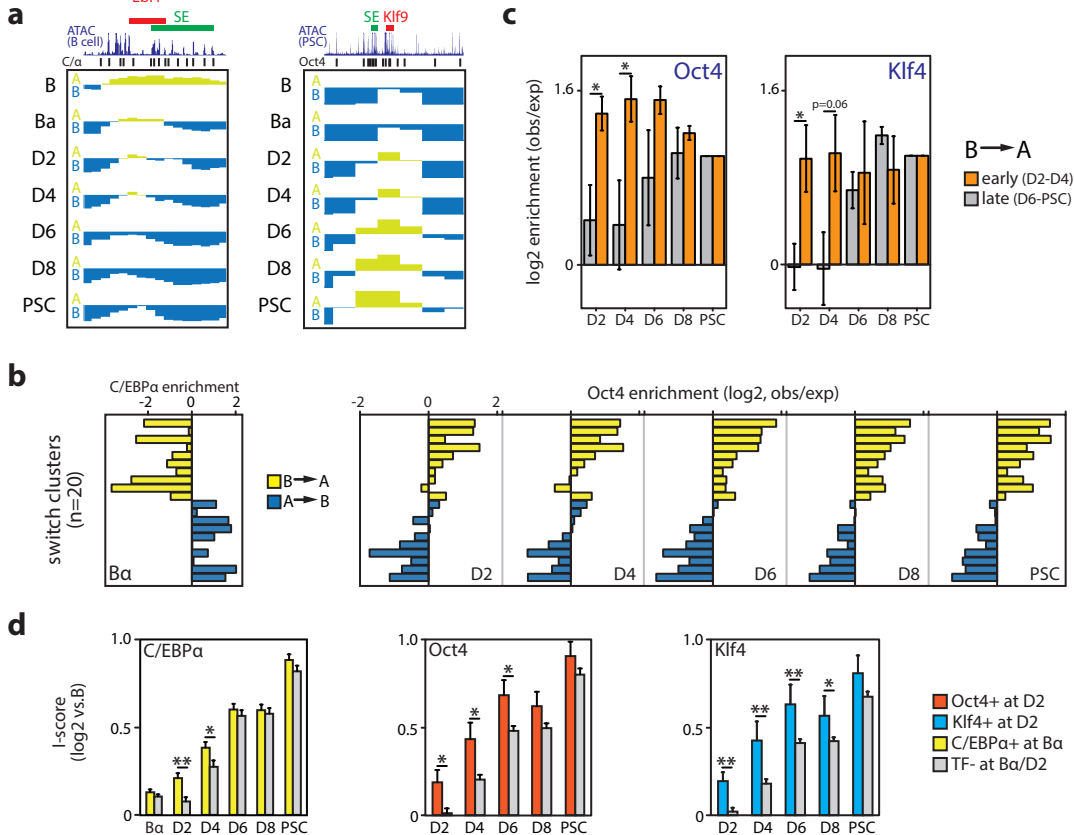 a
SE
ATAC
(B cell)
C/α
B
Ba
D2
D4
D6
D8
PSC
A
B
A
B
A
B
A
B
A
B
A
B
A
B
SE Klf9
ATAC
(PSC)
Oct4
B
Ba
D2
D4
D6
D8
PSC
A
B
A
B
A
B
A
B
A
B
A
B
A
B
c
log2 enrichment (obs/exp)
1.6
0
* * Oct4
D2 D4 D6 D8 PSC
1.6
0
* p=0.06 Klf4
D2 D4 D6 D8 PSC
B → A
early (D2-D4)
late (D6-PSC)
b
C/EBPα enrichment
-2 0 2
switch clusters
(n=20)
Bα
B → A
A → B
Oct4 enrichment (log2, obs/exp)
-2 0 2
D2 D4 D6 D8 PSC
d
I-score
(log2 vs.B)
C/EBPα
1.0
0.5
0
** *
Bα D2 D4 D6 D8 PSC
Oct4
1.0
0.5
0
* * *
D2 D4 D6 D8 PSC
Klf4
1.0
0.5
0
** ** ** *
D2 D4 D6 D8 PSC
Oct4+ at D2
Klf4+ at D2
C/EBPα+ at Bα
TF- at Bα/D2